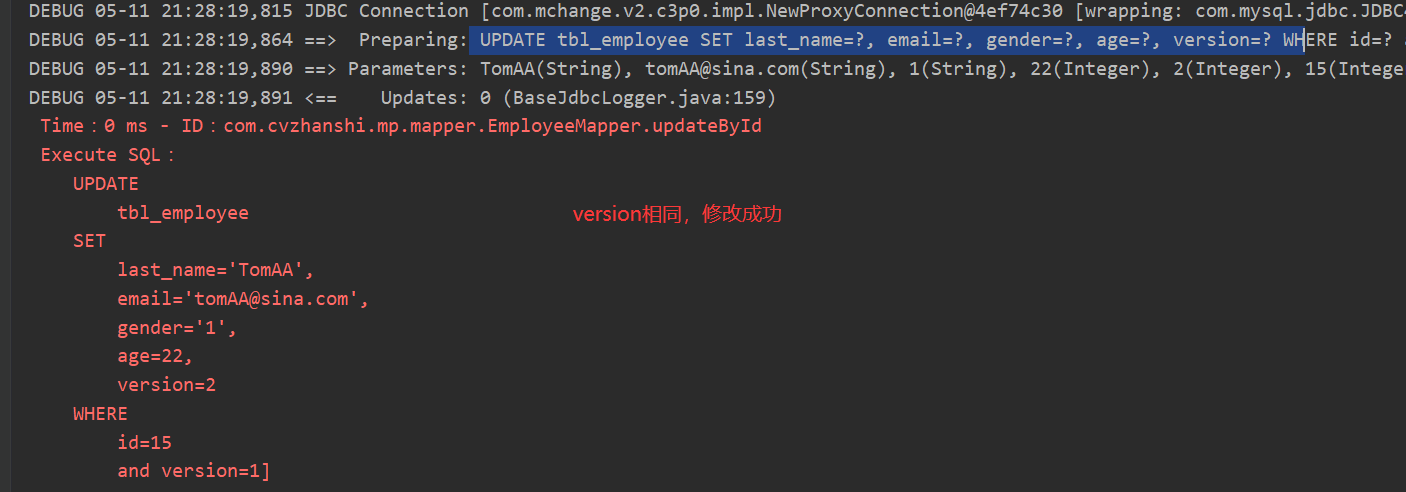 DEBUG 05-11 21:28:19,815 JDBC Connection [com.mchange.v2.c3p0.impl.NewProxyConnection@4ef74c30 [wrapping: com.mysql.jdbc.JDBC4
DEBUG 05-11 21:28:19,864 ==>  Preparing: UPDATE tbl_employee SET last_name=?, email=?, gender=?, age=?, version=? WHERE id=?
DEBUG 05-11 21:28:19,890 ==> Parameters: TomAA(String), tomAA@sina.com(String), 1(String), 22(Integer), 2(Integer), 15(Intege
DEBUG 05-11 21:28:19,891 <==    Updates: 0 (BaseJdbcLogger.java:159)
Time：0 ms - ID：com.cvzhanshi.mp.mapper.EmployeeMapper.updateById
Execute SQL：
UPDATE
tbl_employee
version相同，修改成功
SET
last_name='TomAA',
email='tomAA@sina.com',
gender='1',
age=22,
version=2
WHERE
id=15
and version=1]